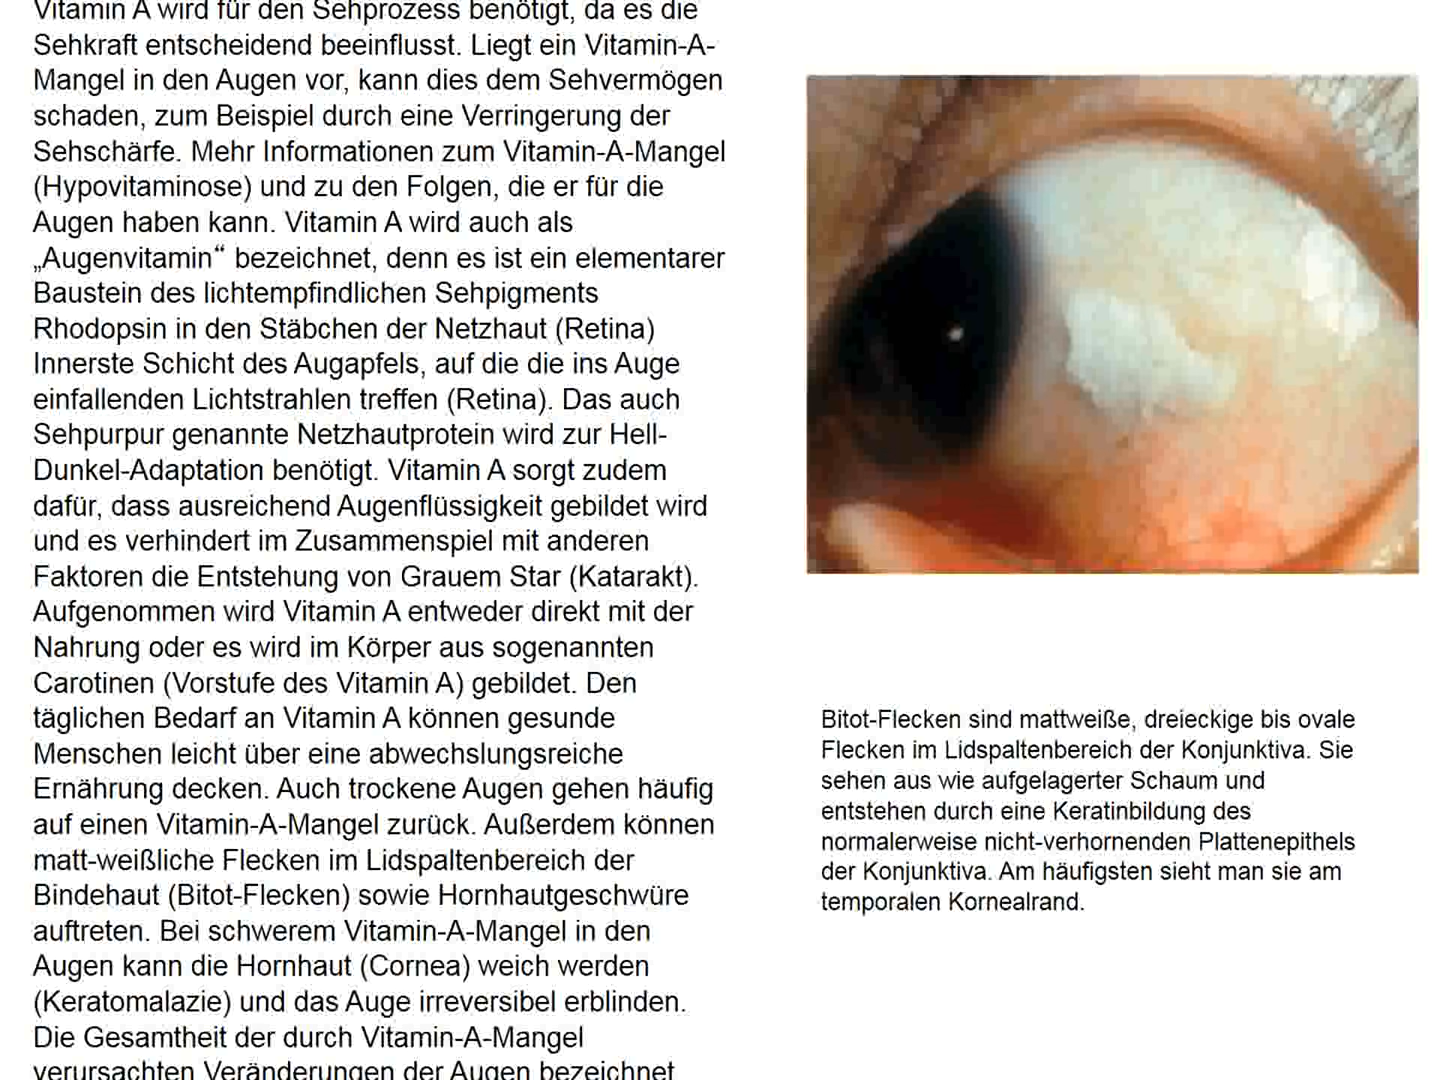 Vitamin A wird für den Sehprozess benötigt, da es die
Sehkraft entscheidend beeinflusst. Liegt ein Vitamin-A-
Mangel in den Augen vor, kann dies dem Sehvermögen
schaden, zum Beispiel durch eine Verringerung der
Sehschärfe. Mehr Informationen zum Vitamin-A-Mangel
(Hypovitaminose) und zu den Folgen, die er für die
Augen haben kann. Vitamin A wird auch als
„Augenvitamin“ bezeichnet, denn es ist ein elementarer
Baustein des lichtempfindlichen Sehpigments
Rhodopsin in den Stäbchen der Netzhaut (Retina)
Innerste Schicht des Augapfels, auf die die ins Auge
einfallenden Lichtstrahlen treffen (Retina). Das auch
Sehpurpur genannte Netzhautprotein wird zur Hell-
Dunkel-Adaptation benötigt. Vitamin A sorgt zudem
dafür, dass ausreichend Augenflüssigkeit gebildet wird
und es verhindert im Zusammenspiel mit anderen
Faktoren die Entstehung von Grauem Star (Katarakt).
Aufgenommen wird Vitamin A entweder direkt mit der
Nahrung oder es wird im Körper aus sogenannten
Carotinen (Vorstufe des Vitamin A) gebildet. Den
täglichen Bedarf an Vitamin A können gesunde
Menschen leicht über eine abwechslungsreiche
Ernährung decken. Auch trockene Augen gehen häufig
auf einen Vitamin-A-Mangel zurück. Außerdem können
matt-weißliche Flecken im Lidspaltenbereich der
Bindehaut (Bitot-Flecken) sowie Hornhautgeschwüre
auftreten. Bei schwerem Vitamin-A-Mangel in den
Augen kann die Hornhaut (Cornea) weich werden
(Keratomalazie) und das Auge irreversibel erblinden.
Die Gesamtheit der durch Vitamin-A-Mangel
verursachten Veränderungen der Augen bezeichnet
Bitot-Flecken sind mattweiße, dreieckige bis ovale
Flecken im Lidspaltenbereich der Konjunktiva. Sie
sehen aus wie aufgelagerter Schaum und
entstehen durch eine Keratinbildung des
normalerweise nicht-verhornenden Plattenepithels
der Konjunktiva. Am häufigsten sieht man sie am
temporalen Kornealrand.